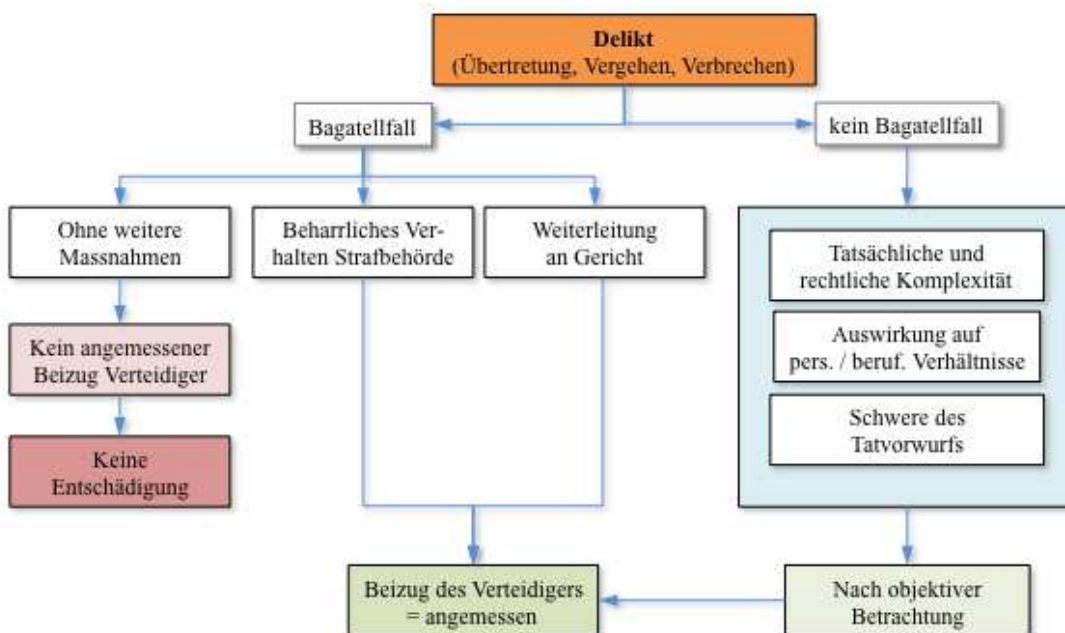 Delikt
(Übertretung, Vergehen, Verbrechen)
Bagatellfall
kein Bagatellfall
Ohne weitere
Massnahmen
Beharrliches Ver-
halten Strafbehörde
Weiterleitung
an Gericht
Tatsächliche und
rechtliche Komplexität
Auswirkung auf
pers. / beruf. Verhältnisse
Schwere des
Tatvorwurfs
Kein angemessener
Beizug Verteidiger
Keine
Entschädigung
Beizug des Verteidigers
= angemessen
Nach objektiver
Betrachtung